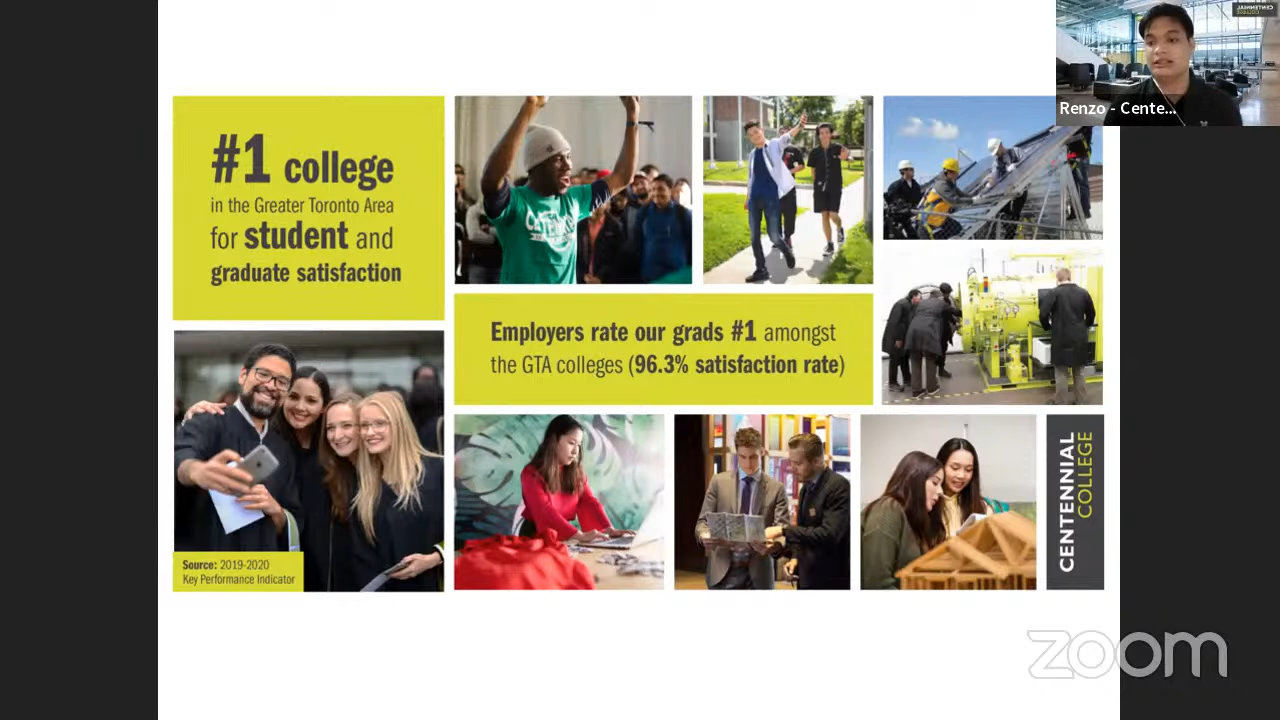 #1 college
in the Greater Toronto Area
for student and
graduate satisfaction
Employers rate our grads #1 amongst
the GTA colleges (96.3% satisfaction rate)
Source: 2019-2020
Key Performance Indicator
CENTENNIAL
COLLEGE
Renzo - Cente...
zoom